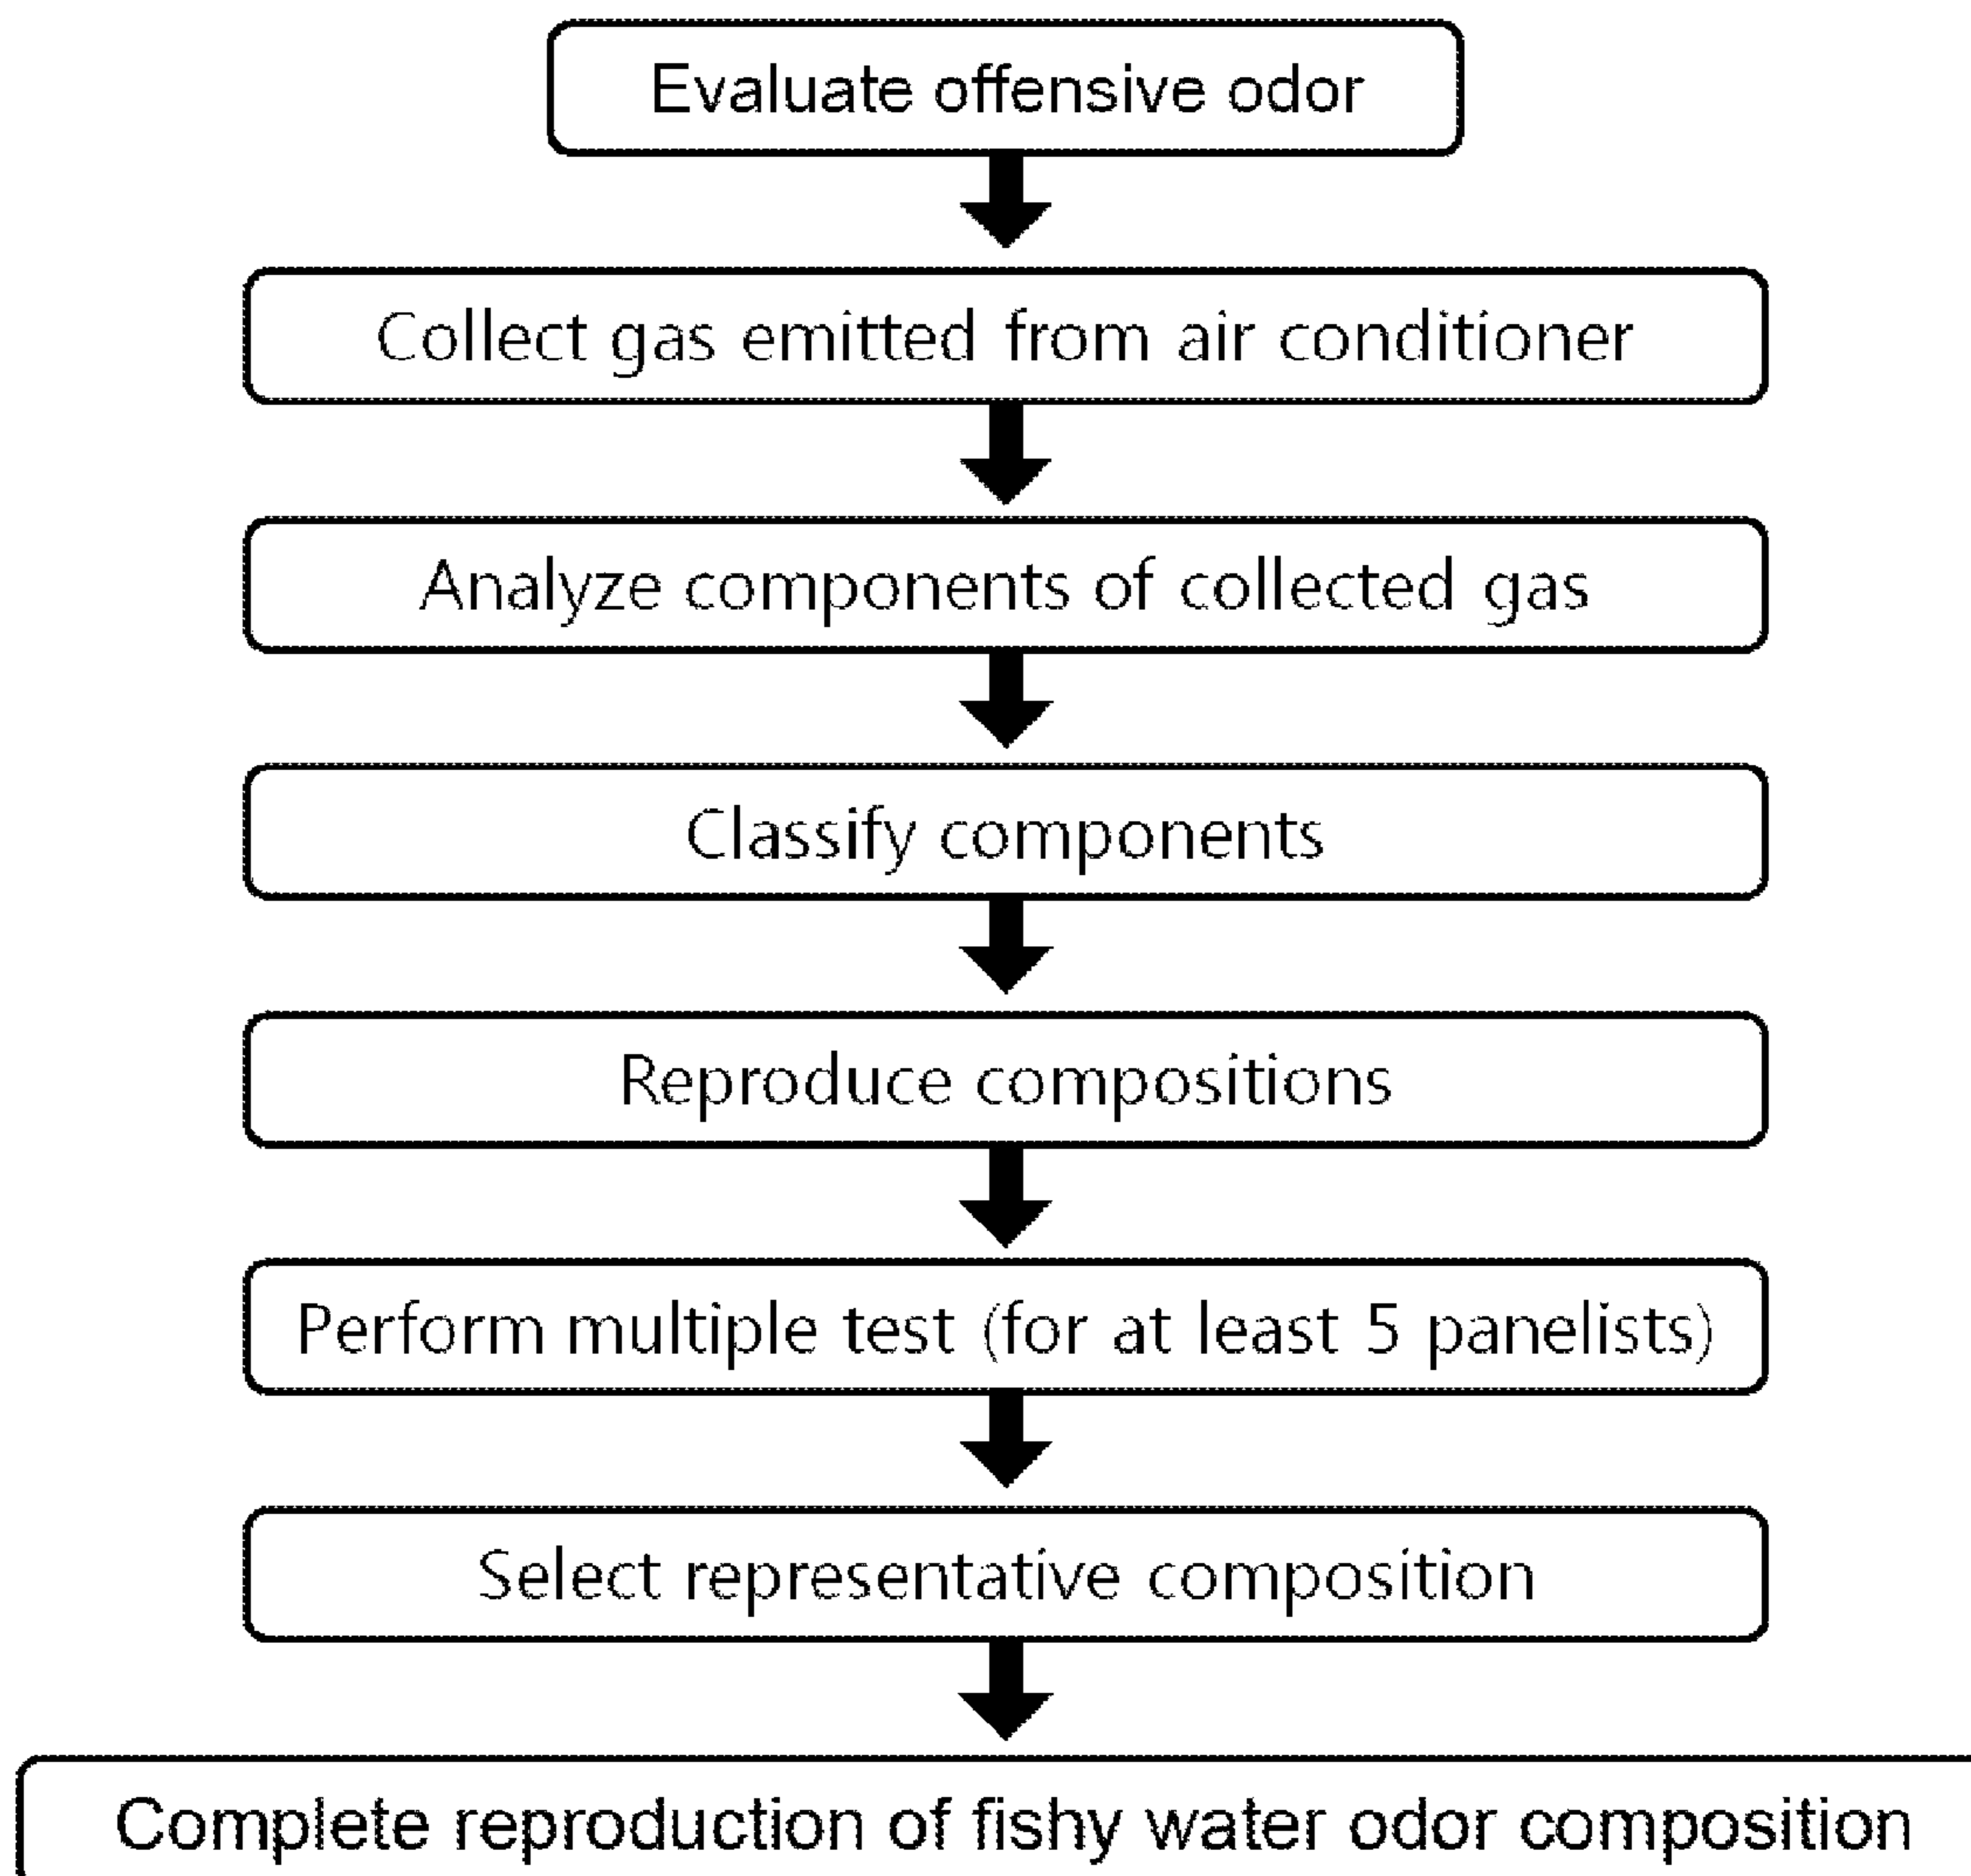 Evaluate offensive odor
Collect gas emitted from air conditioner
Analyze components of collected gas
Classify components
Reproduce compositions
Perform multiple test (for at least 5 panelists)
Select representative composition
Complete reproduction of fishy water odor composition